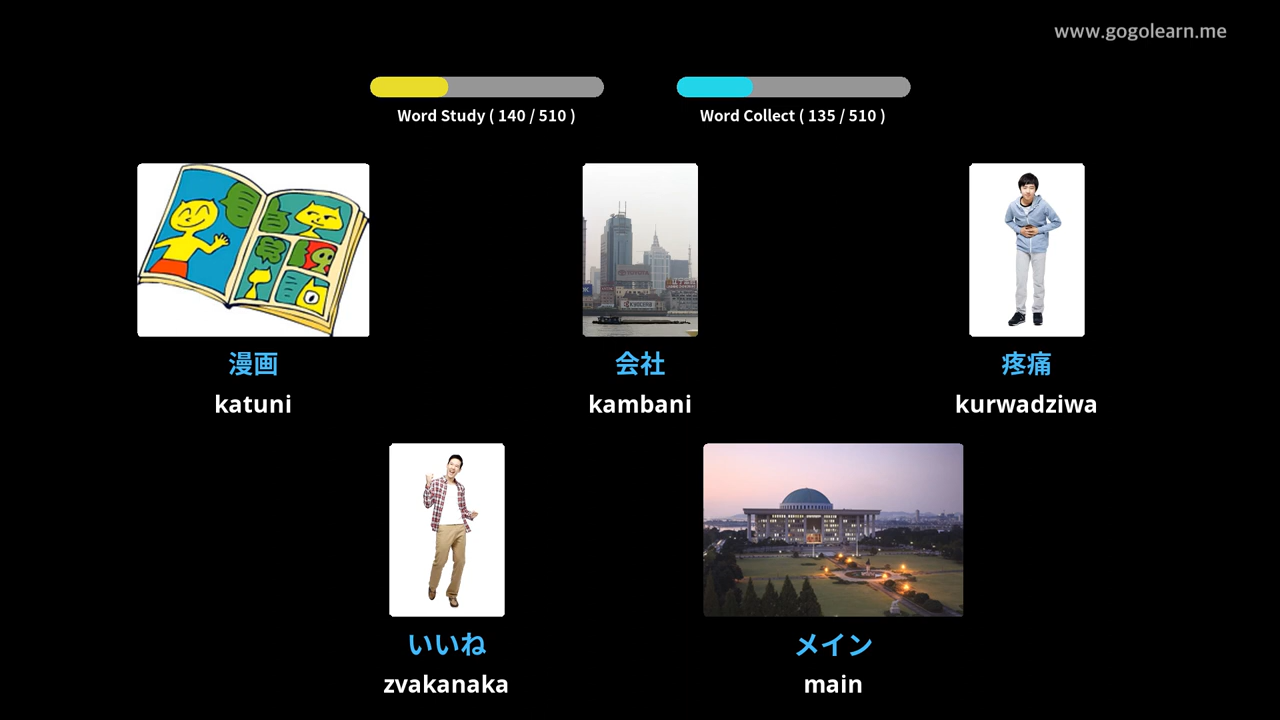 www.gogolearn.me
Word Study ( 140 / 510 )
Word Collect ( 135 / 510 )
漫画
会社
疼痛
katuni
kambani
kurwadziwa
いいね
メイン
zvakanaka
main